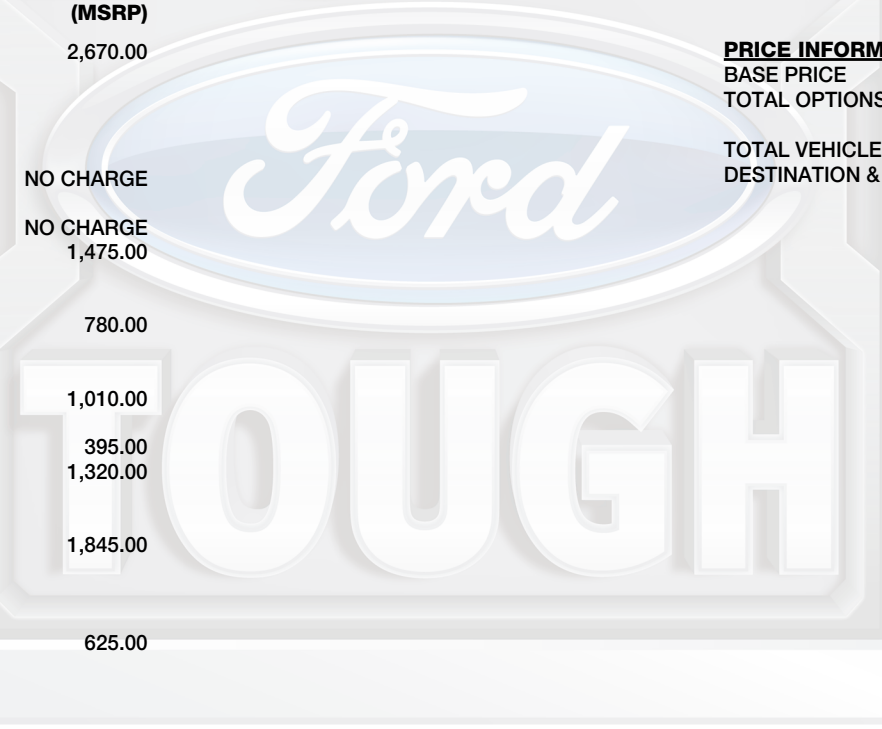 (MSRP)
2,670.00
NO CHARGE
NO CHARGE
1,475.00
780.00
1,010.00
395.00
1,320.00
1,845.00
625.00
PRICE INFORM
BASE PRICE
TOTAL OPTIONS
TOTAL VEHICLE
DESTINATION &
Ford
TOUGH